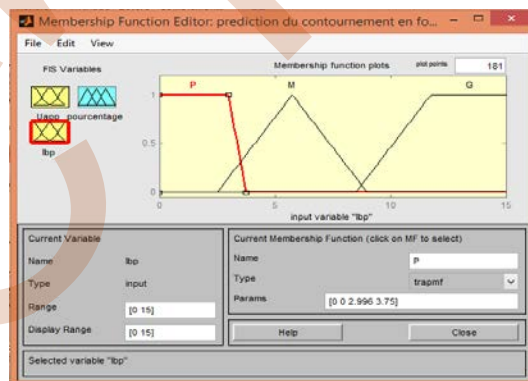 Membership Function Editor: prediction du contournement en fo...
File Edit View
FIS Variables
Uapp pourcentage
lbp
Membership function plots
plot points
181
P M G
1
0.5
0
0 5 10 15
input variable "lbp"
Current Variable
Name lbp
Type input
Range [0 15]
Display Range [0 15]
Current Membership Function (click on MF to select)
Name P
Type trapmf
Params [0 0 2.996 3.75]
Help Close
Selected variable "lbp"